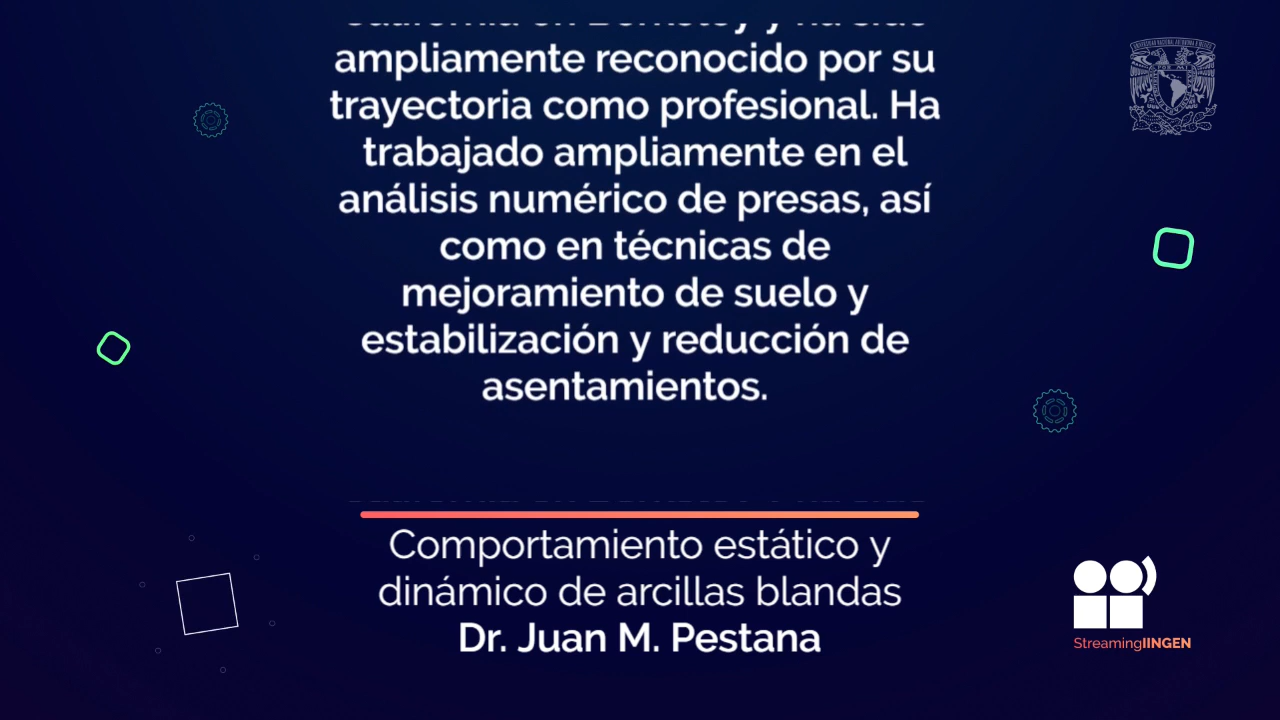 ampliamente reconocido por su
trayectoria como profesional. Ha
trabajado ampliamente en el
análisis numérico de presas, así
como en técnicas de
mejoramiento de suelo y
estabilización y reducción de
asentamientos.
Comportamiento estático y
dinámico de arcillas blandas
Dr. Juan M. Pestana
StreamingIINGEN